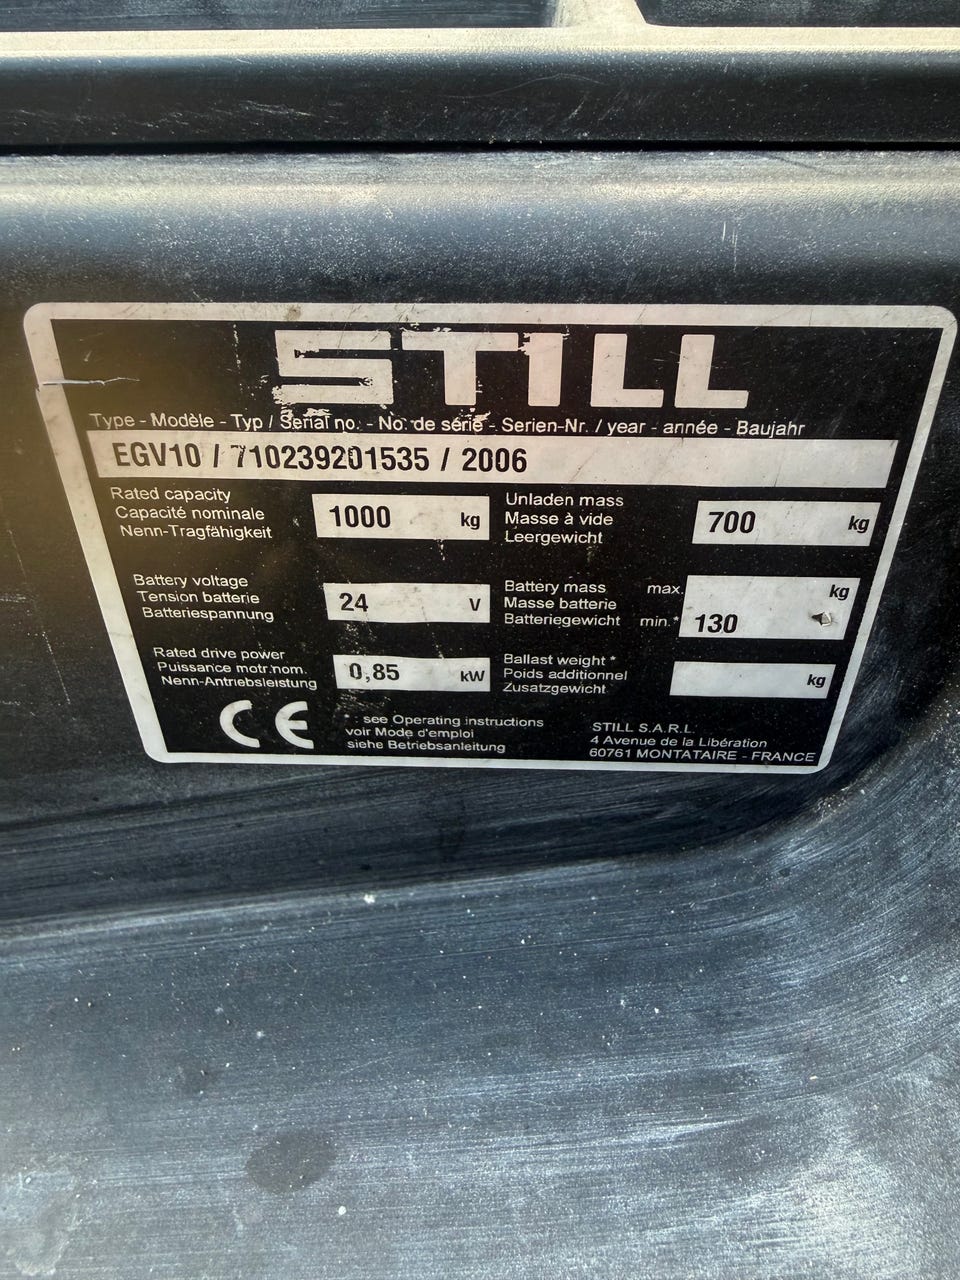 STILL
Type - Modèle - Typ / Serial no. - No. de série - Serien-Nr. / year - année - Baujahr
EGV10 / 710239201535 / 2006
Rated capacity
Capacité nominale
Nenn-Tragfähigkeit
1000 kg
Unladen mass
Masse à vide
Leergewicht
700 kg
Battery voltage
Tension batterie
Batteriespannung
24 V
Battery mass max. kg
Masse batterie
Batteriegewicht min.* 130
Rated drive power
Puissance motr.nom.
Nenn-Antriebsleistung
0,85 kW
Ballast weight *
Poids additionnel
Zusatzgewicht
kg
CE
* : see Operating instructions
voir Mode d'emploi
siehe Betriebsanleitung
STILL S.A.R.L.
4 Avenue de la Libération
60761 MONTATAIRE - FRANCE